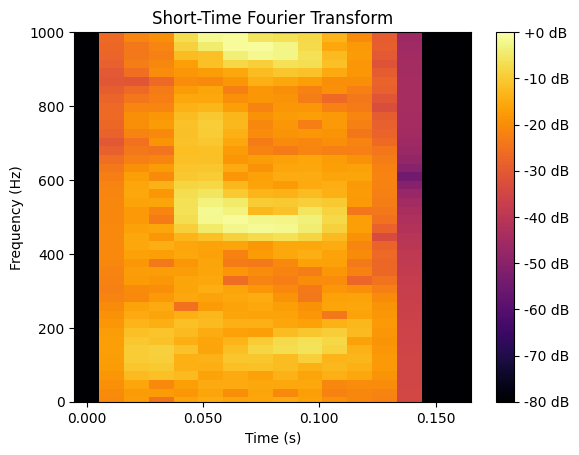 Short-Time Fourier Transform
1000
800
600
400
200
0
Frequency (Hz)
0.000
0.050
0.100
0.150
Time (s)
+0 dB
-10 dB
-20 dB
-30 dB
-40 dB
-50 dB
-60 dB
-70 dB
-80 dB